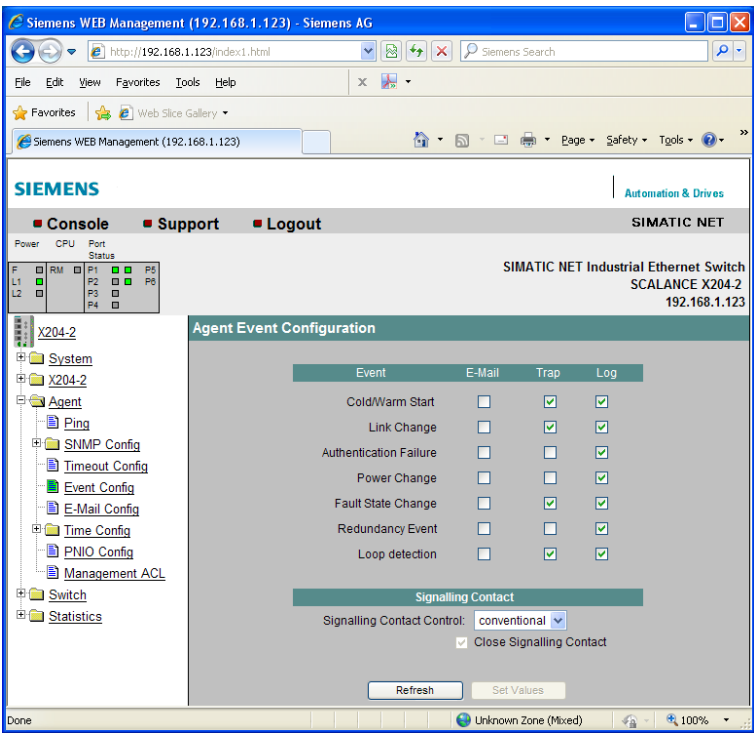 Siemens WEB Management (192.168.1.123) - Siemens AG
http://192.168.1.123/index1.html
Siemens Search
File Edit View Favorites Tools Help
x
Favorites Web Slice Gallery
Siemens WEB Management (192.168.1.123)
Page Safety Tools »
SIEMENS
Automation & Drives
Console Support Logout SIMATIC NET
Power CPU Port Status
F RM P1 P5
L1 P2 P6
L2 P3
P4
SIMATIC NET Industrial Ethernet Switch
SCALANCE X204-2
192.168.1.123
X204-2
System
X204-2
Agent
Ping
SNMP Config
Timeout Config
Event Config
E-Mail Config
Time Config
PNIO Config
Management ACL
Switch
Statistics
Agent Event Configuration
Event E-Mail Trap Log
Cold/Warm Start
Link Change
Authentication Failure
Power Change
Fault State Change
Redundancy Event
Loop detection
Signalling Contact
Signalling Contact Control: conventional
Close Signalling Contact
Refresh Set Values
Done Unknown Zone (Mixed) 100%